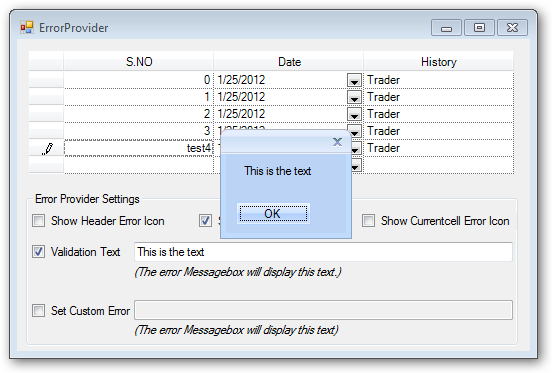 ErrorProvider
S.NO Date History
0 1/25/2012 Trader
1 1/25/2012 Trader
2 1/25/2012 Trader
3 1/25/2012 Trader
test4 Trader
This is the text
OK
Error Provider Settings
Show Header Error Icon Show Currentcell Error Icon
Validation Text This is the text
(The error Messagebox will display this text.)
Set Custom Error
(The error Messagebox will display this text)